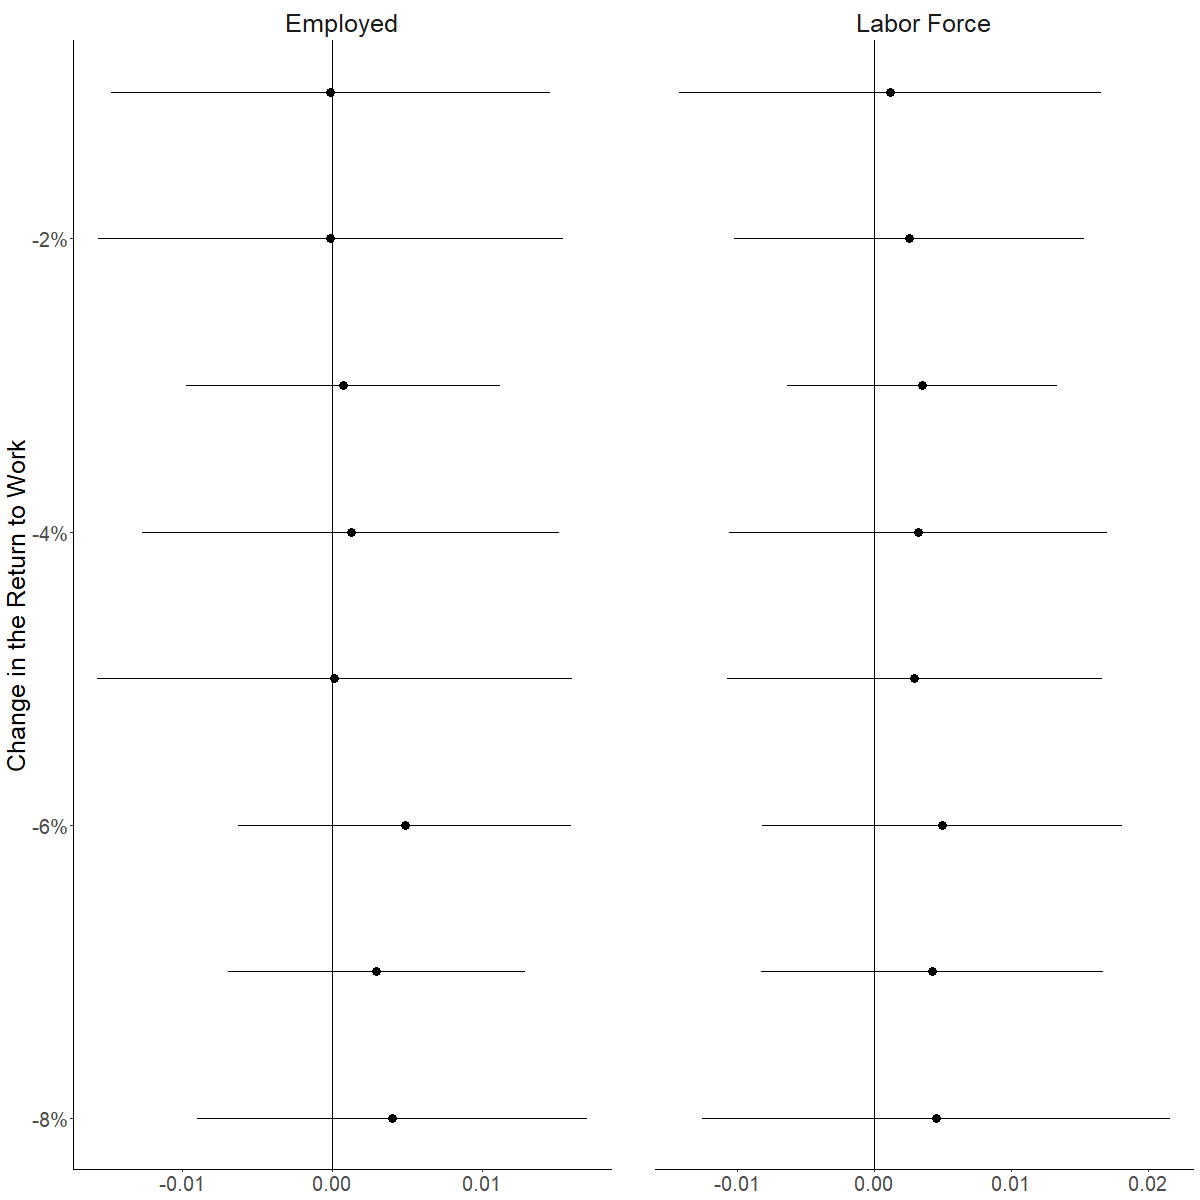 Employed
Labor Force
Change in the Return to Work
-2%
-4%
-6%
-8%
-0.01 0.00 0.01
-0.01 0.00 0.01 0.02